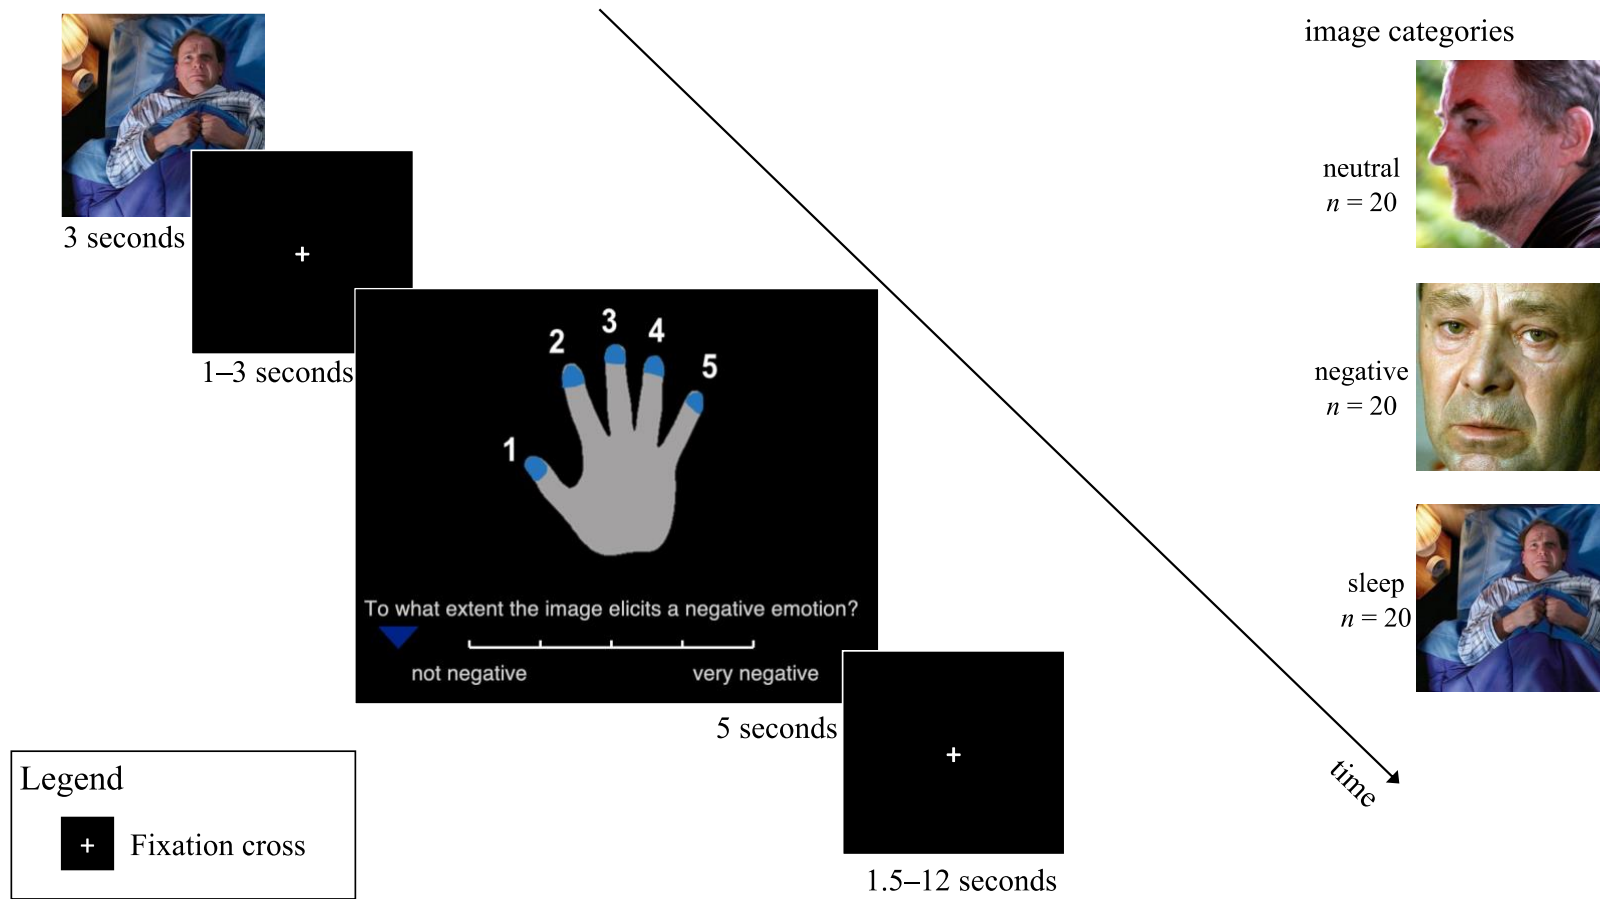 image categories
neutral
n = 20
3 seconds
1–3 seconds
2
3
4
5
1
negative
n = 20
To what extent the image elicits a negative emotion?
not negative
very negative
sleep
n = 20
5 seconds
time
Legend
Fixation cross
1.5–12 seconds